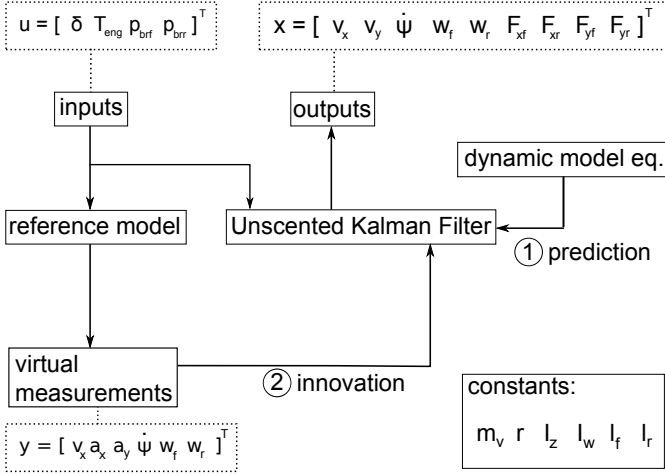 u = [ δ T_eng p_brf p_brr ]^T
x = [ v_x v_y ψ̇ w_f w_r F_xf F_xr F_yf F_yr ]^T
inputs
outputs
dynamic model eq.
reference model
Unscented Kalman Filter
① prediction
virtual
measurements
② innovation
constants:
m_v r I_z I_w l_f l_r
y = [ v_x a_x a_y ψ̇ w_f w_r ]^T